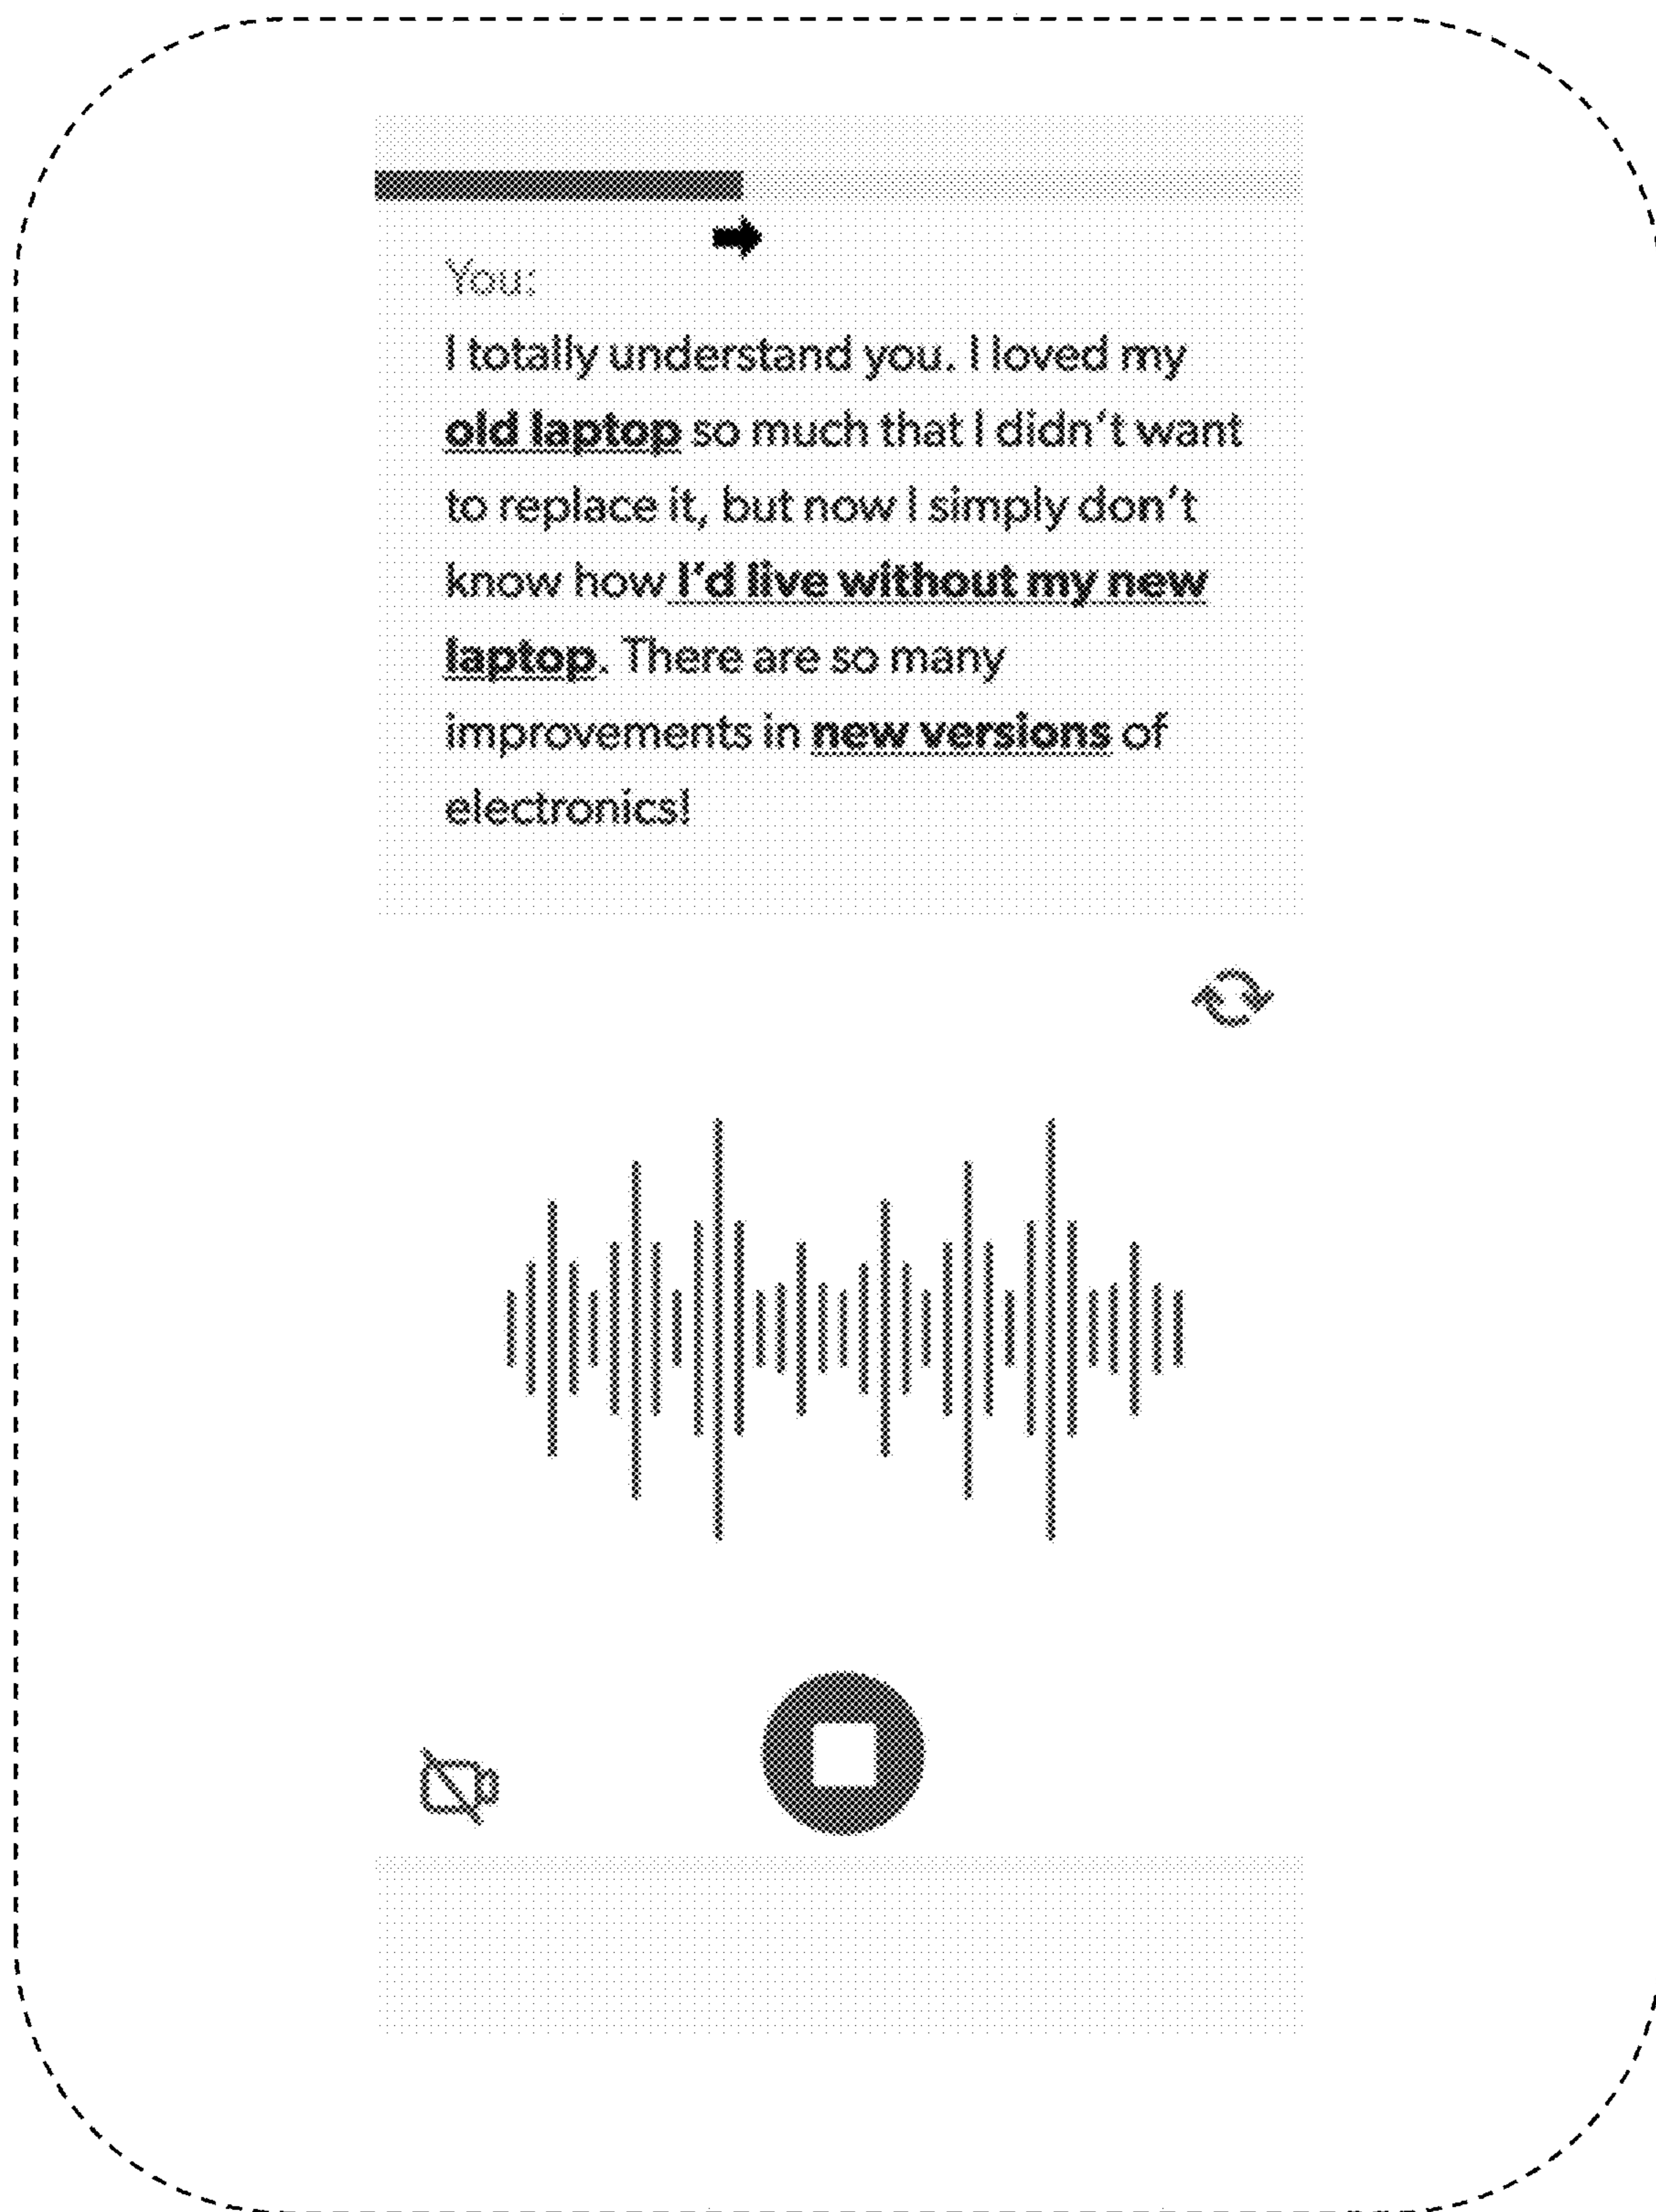 You:
I totally understand you. I loved my
old laptop so much that I didn't want
to replace it, but now I simply don't
know how I'd live without my new
laptop. There are so many
improvements in new versions of
electronics!